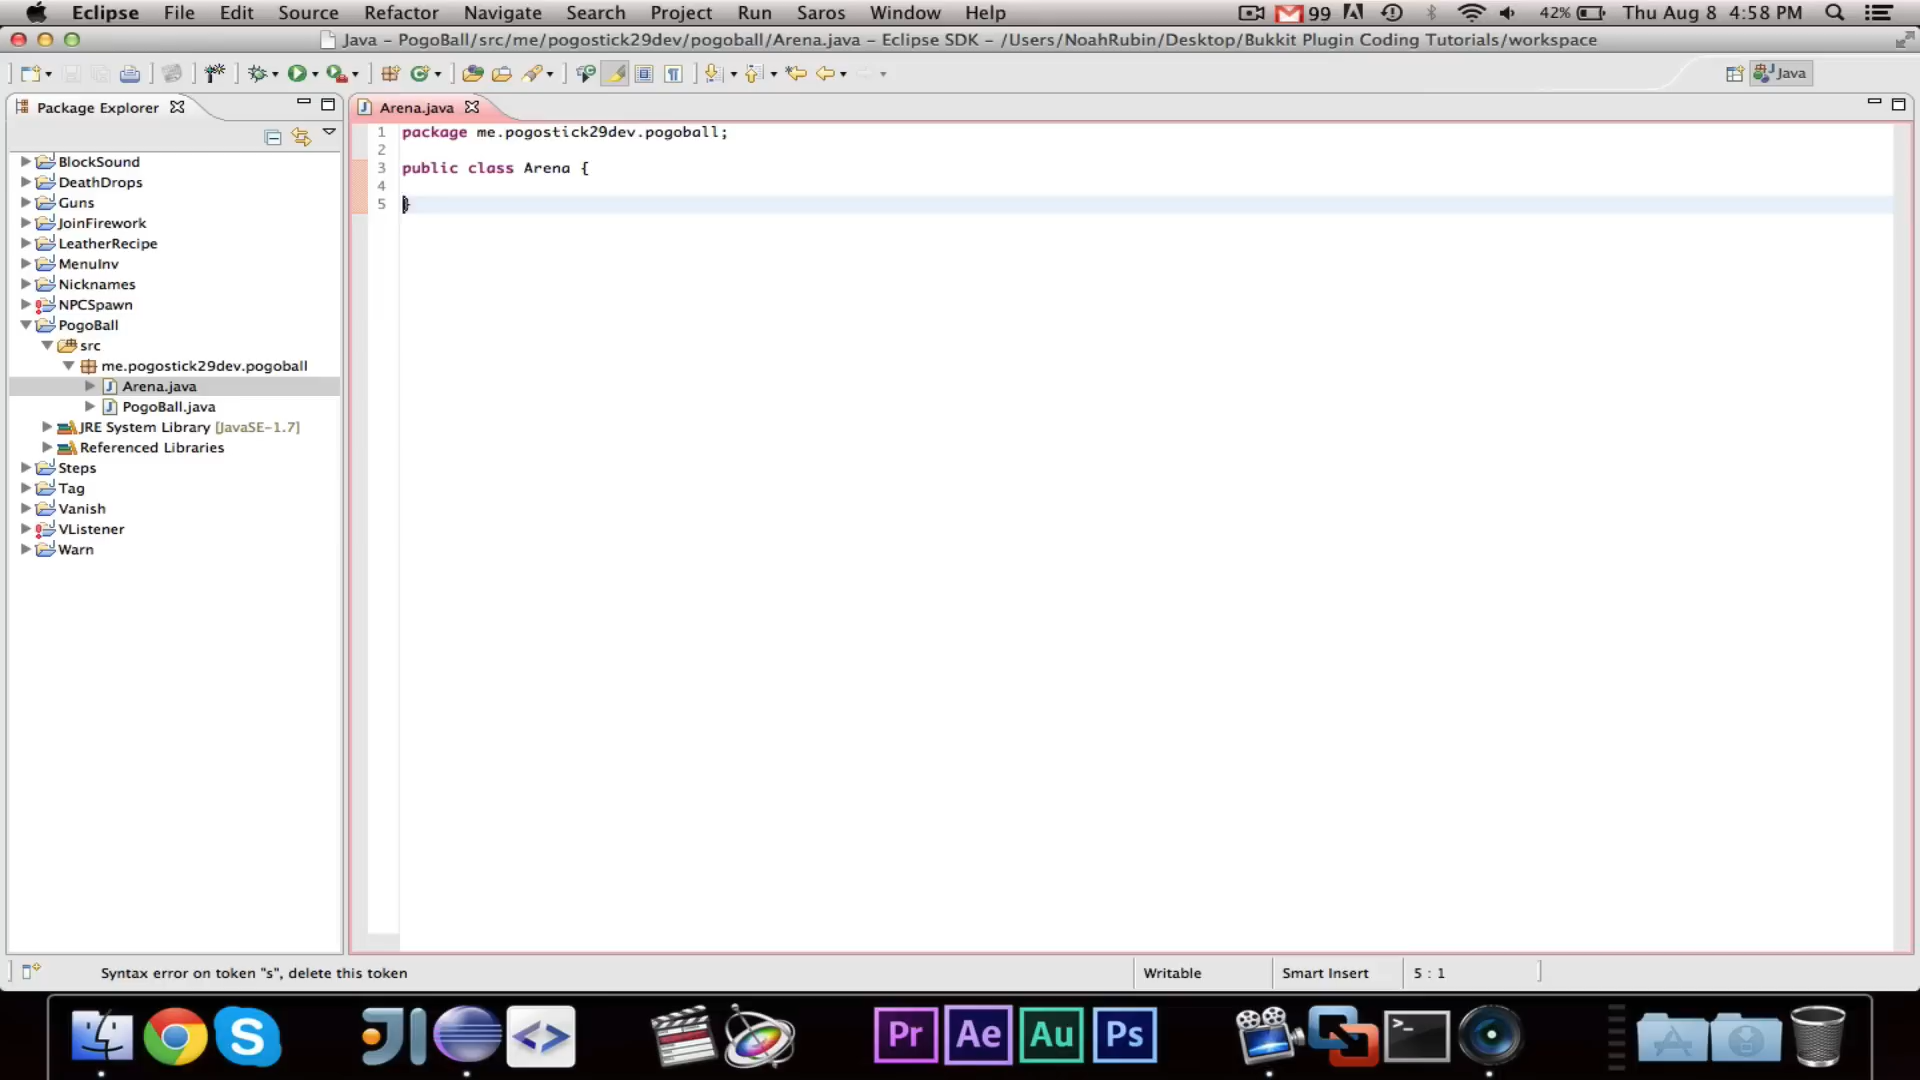 Eclipse File Edit Source Refactor Navigate Search Project Run Saros Window Help 99 42% Thu Aug 8 4:58 PM
Java – PogoBall/src/me/pogostick29dev/pogoball/Arena.java – Eclipse SDK – /Users/NoahRubin/Desktop/Bukkit Plugin Coding Tutorials/workspace
Java
Package Explorer
Arena.java
BlockSound
DeathDrops
Guns
JoinFirework
LeatherRecipe
MenuInv
Nicknames
NPCSpawn
PogoBall
src
me.pogostick29dev.pogoball
Arena.java
PogoBall.java
JRE System Library [JavaSE-1.7]
Referenced Libraries
Steps
Tag
Vanish
VListener
Warn
1 package me.pogostick29dev.pogoball;
2
3 public class Arena {
4
5 }
Syntax error on token "s", delete this token
Writable
Smart Insert
5 : 1
Pr Ae Au Ps